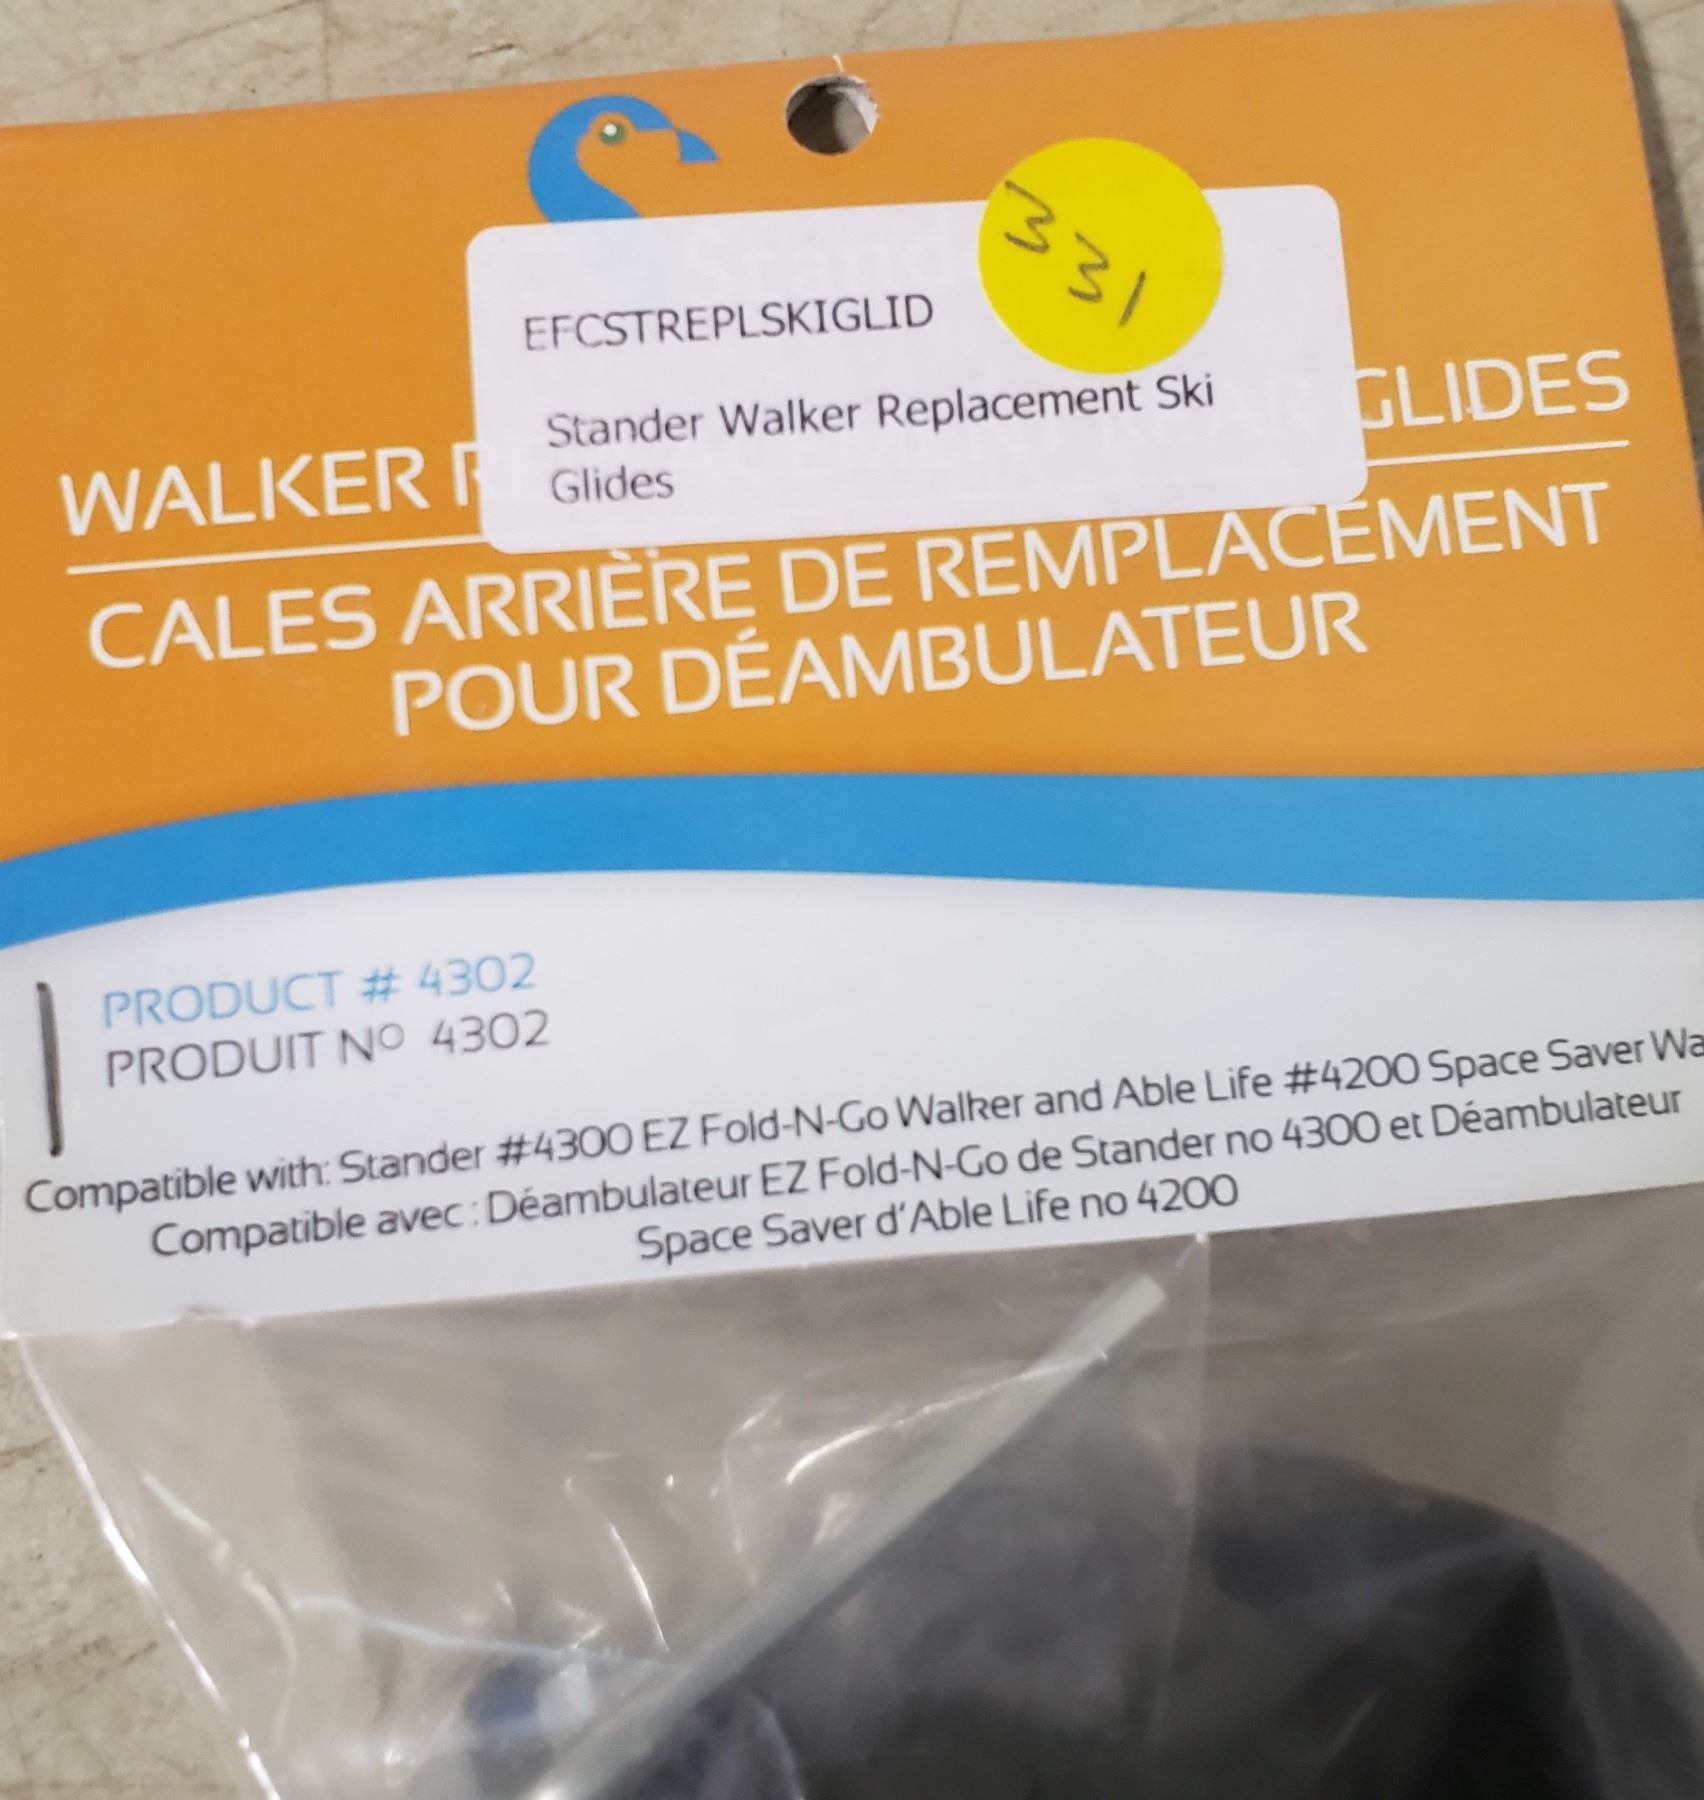 331
EFCSTREPLSKIGLID
Stander Walker Replacement Ski
Glides
WALKER GLIDES
CALES ARRIÈRE DE REMPLACEMENT
POUR DÉAMBULATEUR
PRODUCT # 4302
PRODUIT Nº 4302
Compatible with: Stander #4300 EZ Fold-N-Go Walker and Able Life #4200 Space Saver Wa
Compatible avec : Déambulateur EZ Fold-N-Go de Stander no 4300 et Déambulateur
Space Saver d'Able Life no 4200